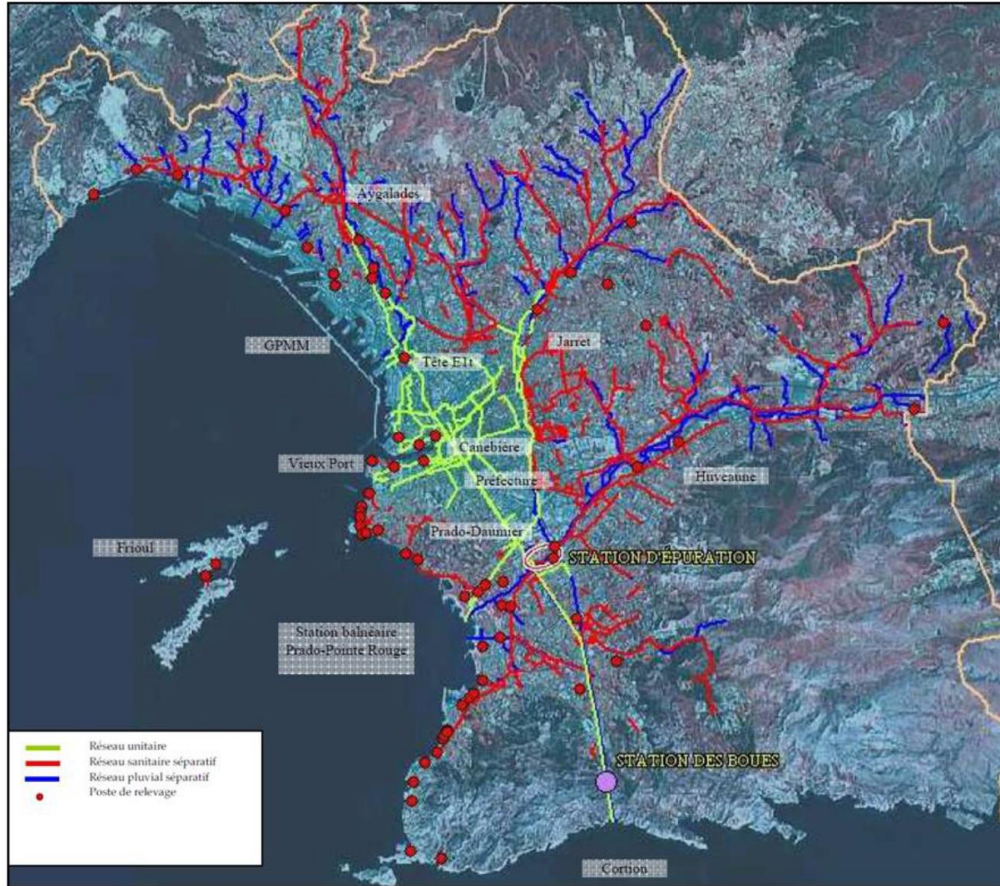 Aygalades
GPMM
Jarret
Tête E1t
Canebière
Vieux Port
Préfecture
Huveaune
Prado-Daumier
Frioul
STATION D'ÉPURATION
Station balnéaire
Prado-Pointe Rouge
Réseau unitaire
Réseau sanitaire séparatif
Réseau pluvial séparatif
Poste de relevage
STATION DES BOUES
Cortiou